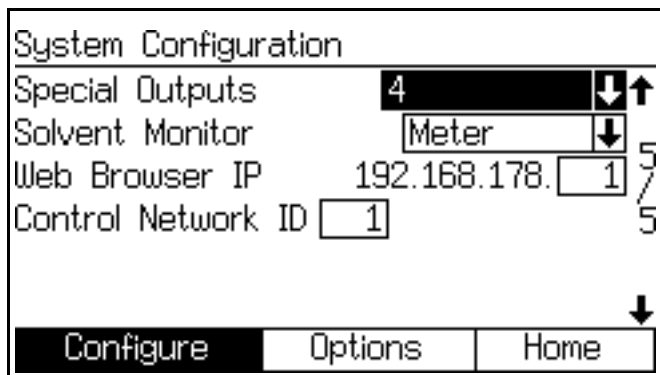 System Configuration
Special Outputs 4
Solvent Monitor Meter
Web Browser IP 192.168.178. 1
Control Network ID 1
5/5
Configure Options Home